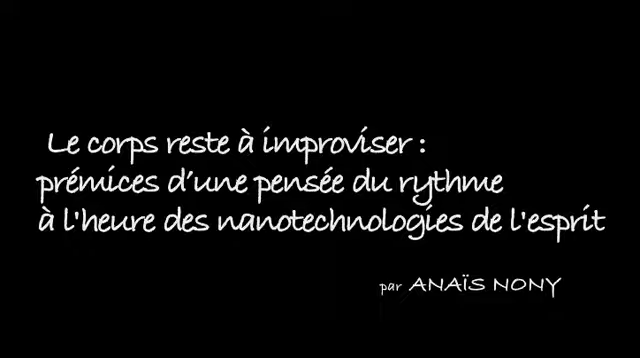 Le corps reste à improviser :
prémices d'une pensée du rythme
à l'heure des nanotechnologies de l'esprit
par ANAÏS NONY